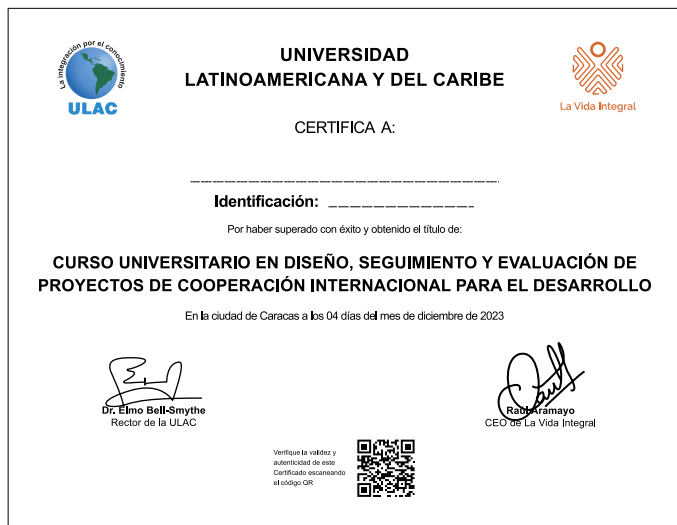 La integración por el conocimiento
ULAC
UNIVERSIDAD
LATINOAMERICANA Y DEL CARIBE
La Vida Integral
CERTIFICA A:
Identificación:
Por haber superado con éxito y obtenido el título de:
CURSO UNIVERSITARIO EN DISEÑO, SEGUIMIENTO Y EVALUACIÓN DE
PROYECTOS DE COOPERACIÓN INTERNACIONAL PARA EL DESARROLLO
En la ciudad de Caracas a los 04 días del mes de diciembre de 2023
Dr. Elmo Bell-Smythe
Rector de la ULAC
Raúl Aramayo
CEO de La Vida Integral
Verifique la validez y
autenticidad de este
Certificado escaneando
el código QR